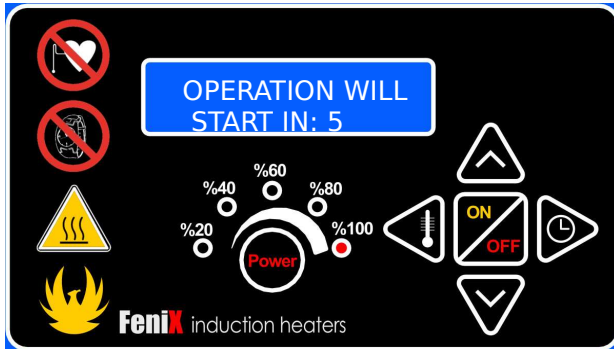 OPERATION WILL
START IN: 5
%60
%40
%80
%20
%100
Power
ON
OFF
FeniX induction heaters